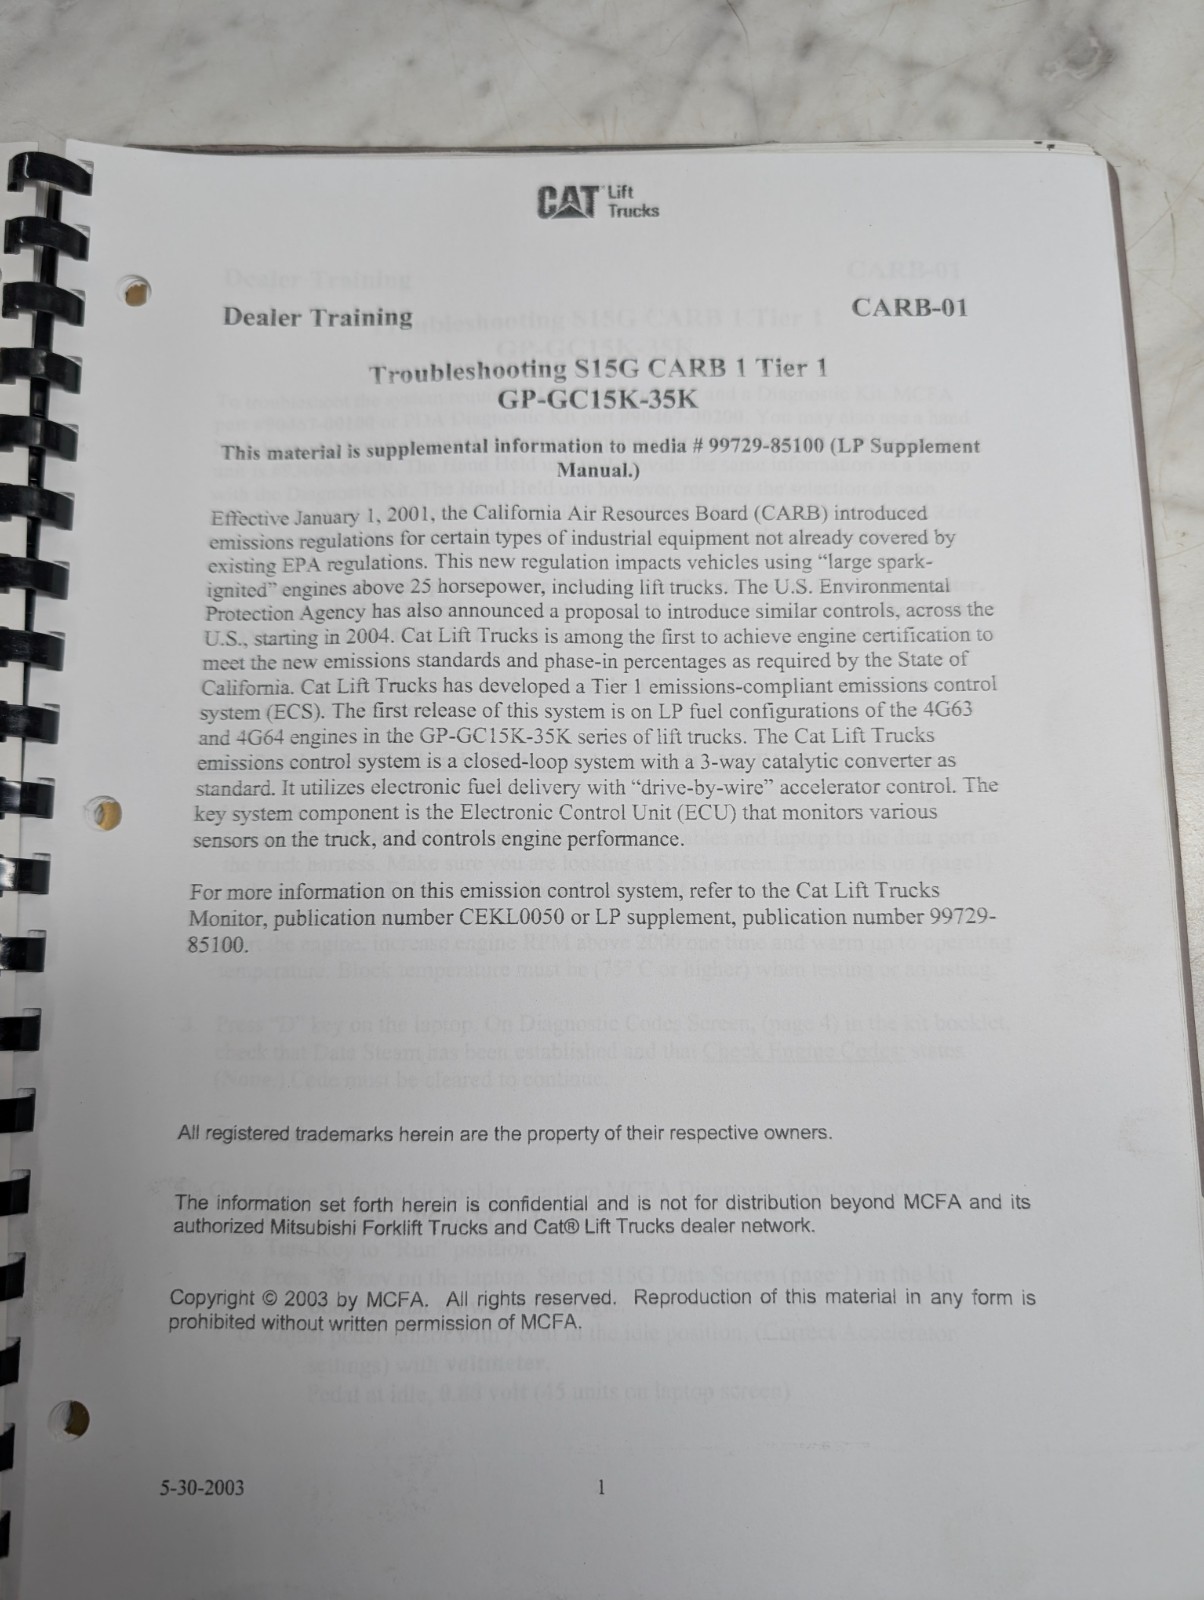 CAT Lift
Trucks
Dealer Training
CARB-01
Troubleshooting S15G CARB 1 Tier 1
GP-GC15K-35K
This material is supplemental information to media # 99729-85100 (LP Supplement
Manual.)
Effective January 1, 2001, the California Air Resources Board (CARB) introduced
emissions regulations for certain types of industrial equipment not already covered by
existing EPA regulations. This new regulation impacts vehicles using “large spark-
ignited” engines above 25 horsepower, including lift trucks. The U.S. Environmental
Protection Agency has also announced a proposal to introduce similar controls, across the
U.S., starting in 2004. Cat Lift Trucks is among the first to achieve engine certification to
meet the new emissions standards and phase-in percentages as required by the State of
California. Cat Lift Trucks has developed a Tier 1 emissions-compliant emissions control
system (ECS). The first release of this system is on LP fuel configurations of the 4G63
and 4G64 engines in the GP-GC15K-35K series of lift trucks. The Cat Lift Trucks
emissions control system is a closed-loop system with a 3-way catalytic converter as
standard. It utilizes electronic fuel delivery with “drive-by-wire” accelerator control. The
key system component is the Electronic Control Unit (ECU) that monitors various
sensors on the truck, and controls engine performance.
For more information on this emission control system, refer to the Cat Lift Trucks
Monitor, publication number CEKL0050 or LP supplement, publication number 99729-
85100.
All registered trademarks herein are the property of their respective owners.
The information set forth herein is confidential and is not for distribution beyond MCFA and its
authorized Mitsubishi Forklift Trucks and Cat® Lift Trucks dealer network.
Copyright © 2003 by MCFA. All rights reserved. Reproduction of this material in any form is
prohibited without written permission of MCFA.
5-30-2003
1